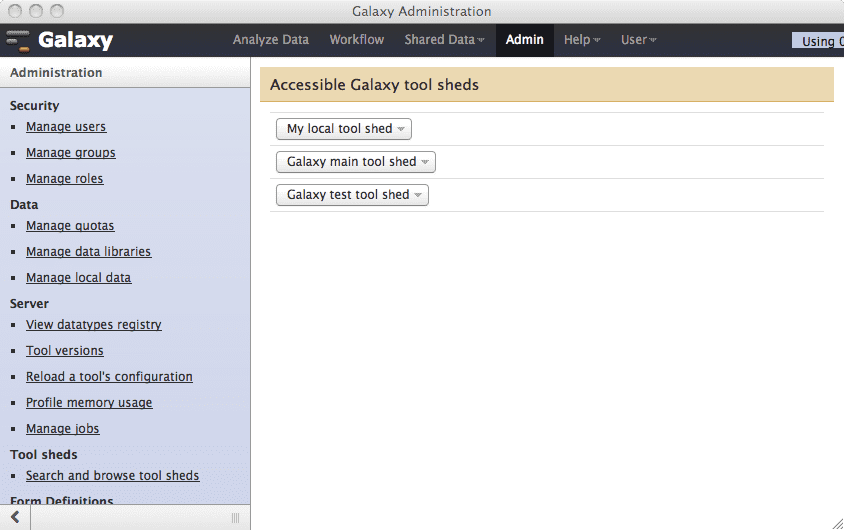 Galaxy Administration
Galaxy
Analyze Data Workflow Shared Data Admin Help User Using
Administration
Security
Manage users
Manage groups
Manage roles
Data
Manage quotas
Manage data libraries
Manage local data
Server
View datatypes registry
Tool versions
Reload a tool's configuration
Profile memory usage
Manage jobs
Tool sheds
Search and browse tool sheds
Form Definitions
Accessible Galaxy tool sheds
My local tool shed
Galaxy main tool shed
Galaxy test tool shed